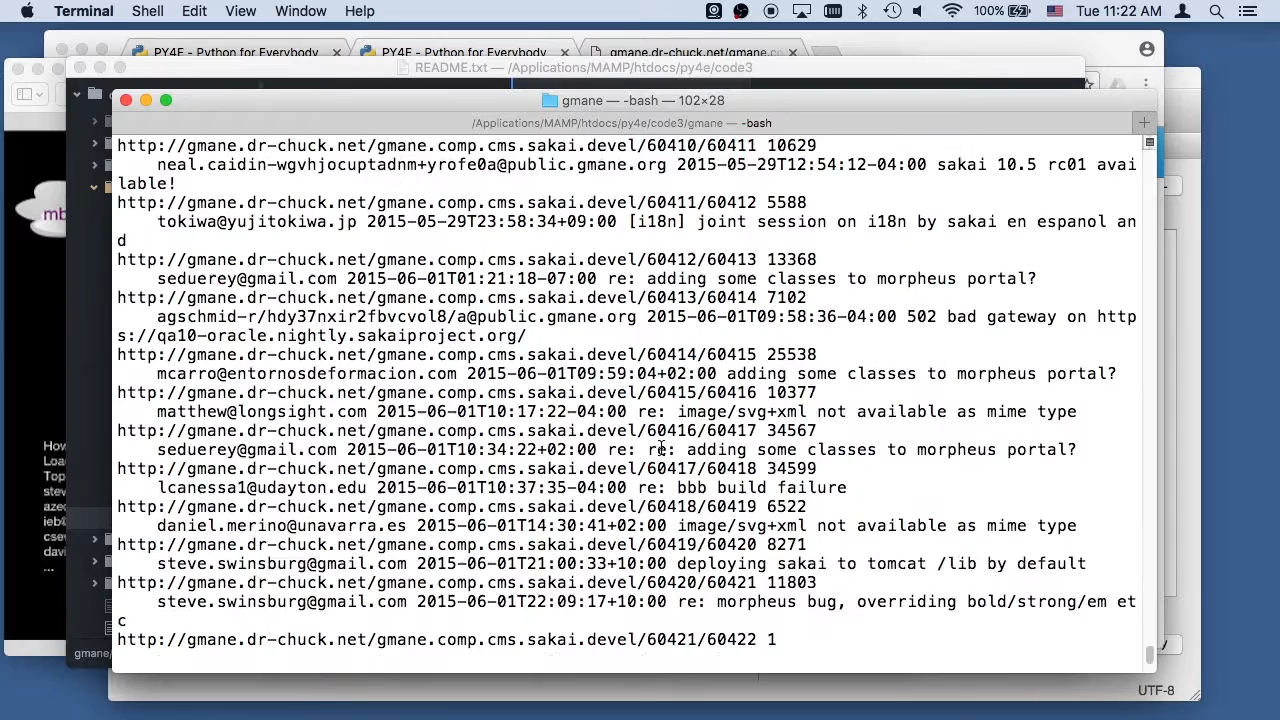 Terminal Shell Edit View Window Help 100% Tue 11:22 AM
PY4E - Python for Everybody PY4E - Python for Everybody gmane.dr-chuck.net/gmane.co
README.txt — /Applications/MAMP/htdocs/py4e/code3
gmane — -bash — 102×28
/Applications/MAMP/htdocs/py4e/code3/gmane — -bash
http://gmane.dr-chuck.net/gmane.comp.cms.sakai.devel/60410/60411 10629
neal.caidin-wgvhjocuptadnm+yrofe0a@public.gmane.org 2015-05-29T12:54:12-04:00 sakai 10.5 rc01 avai
lable!
http://gmane.dr-chuck.net/gmane.comp.cms.sakai.devel/60411/60412 5588
tokiwa@yujitokiwa.jp 2015-05-29T23:58:34+09:00 [i18n] joint session on i18n by sakai en espanol an
d
http://gmane.dr-chuck.net/gmane.comp.cms.sakai.devel/60412/60413 13368
seduerey@gmail.com 2015-06-01T01:21:18-07:00 re: adding some classes to morpheus portal?
http://gmane.dr-chuck.net/gmane.comp.cms.sakai.devel/60413/60414 7102
agschmid-r/hdy37nxir2fbvcvol8/a@public.gmane.org 2015-06-01T09:58:36-04:00 502 bad gateway on http
s://qa10-oracle.nightly.sakaiproject.org/
http://gmane.dr-chuck.net/gmane.comp.cms.sakai.devel/60414/60415 25538
mcarro@entornosdeformacion.com 2015-06-01T09:59:04+02:00 adding some classes to morpheus portal?
http://gmane.dr-chuck.net/gmane.comp.cms.sakai.devel/60415/60416 10377
matthew@longsight.com 2015-06-01T10:17:22-04:00 re: image/svg+xml not available as mime type
http://gmane.dr-chuck.net/gmane.comp.cms.sakai.devel/60416/60417 34567
seduerey@gmail.com 2015-06-01T10:34:22+02:00 re: re: adding some classes to morpheus portal?
http://gmane.dr-chuck.net/gmane.comp.cms.sakai.devel/60417/60418 34599
lcanessa1@udayton.edu 2015-06-01T10:37:35-04:00 re: bbb build failure
http://gmane.dr-chuck.net/gmane.comp.cms.sakai.devel/60418/60419 6522
daniel.merino@unavarra.es 2015-06-01T14:30:41+02:00 image/svg+xml not available as mime type
http://gmane.dr-chuck.net/gmane.comp.cms.sakai.devel/60419/60420 8271
steve.swinsburg@gmail.com 2015-06-01T21:00:33+10:00 deploying sakai to tomcat /lib by default
http://gmane.dr-chuck.net/gmane.comp.cms.sakai.devel/60420/60421 11803
steve.swinsburg@gmail.com 2015-06-01T22:09:17+10:00 re: morpheus bug, overriding bold/strong/em et
c
http://gmane.dr-chuck.net/gmane.comp.cms.sakai.devel/60421/60422 1
mb
How
Load
Top
stev
azec
ieb
csev
davi
...
gmane/
UTF-8